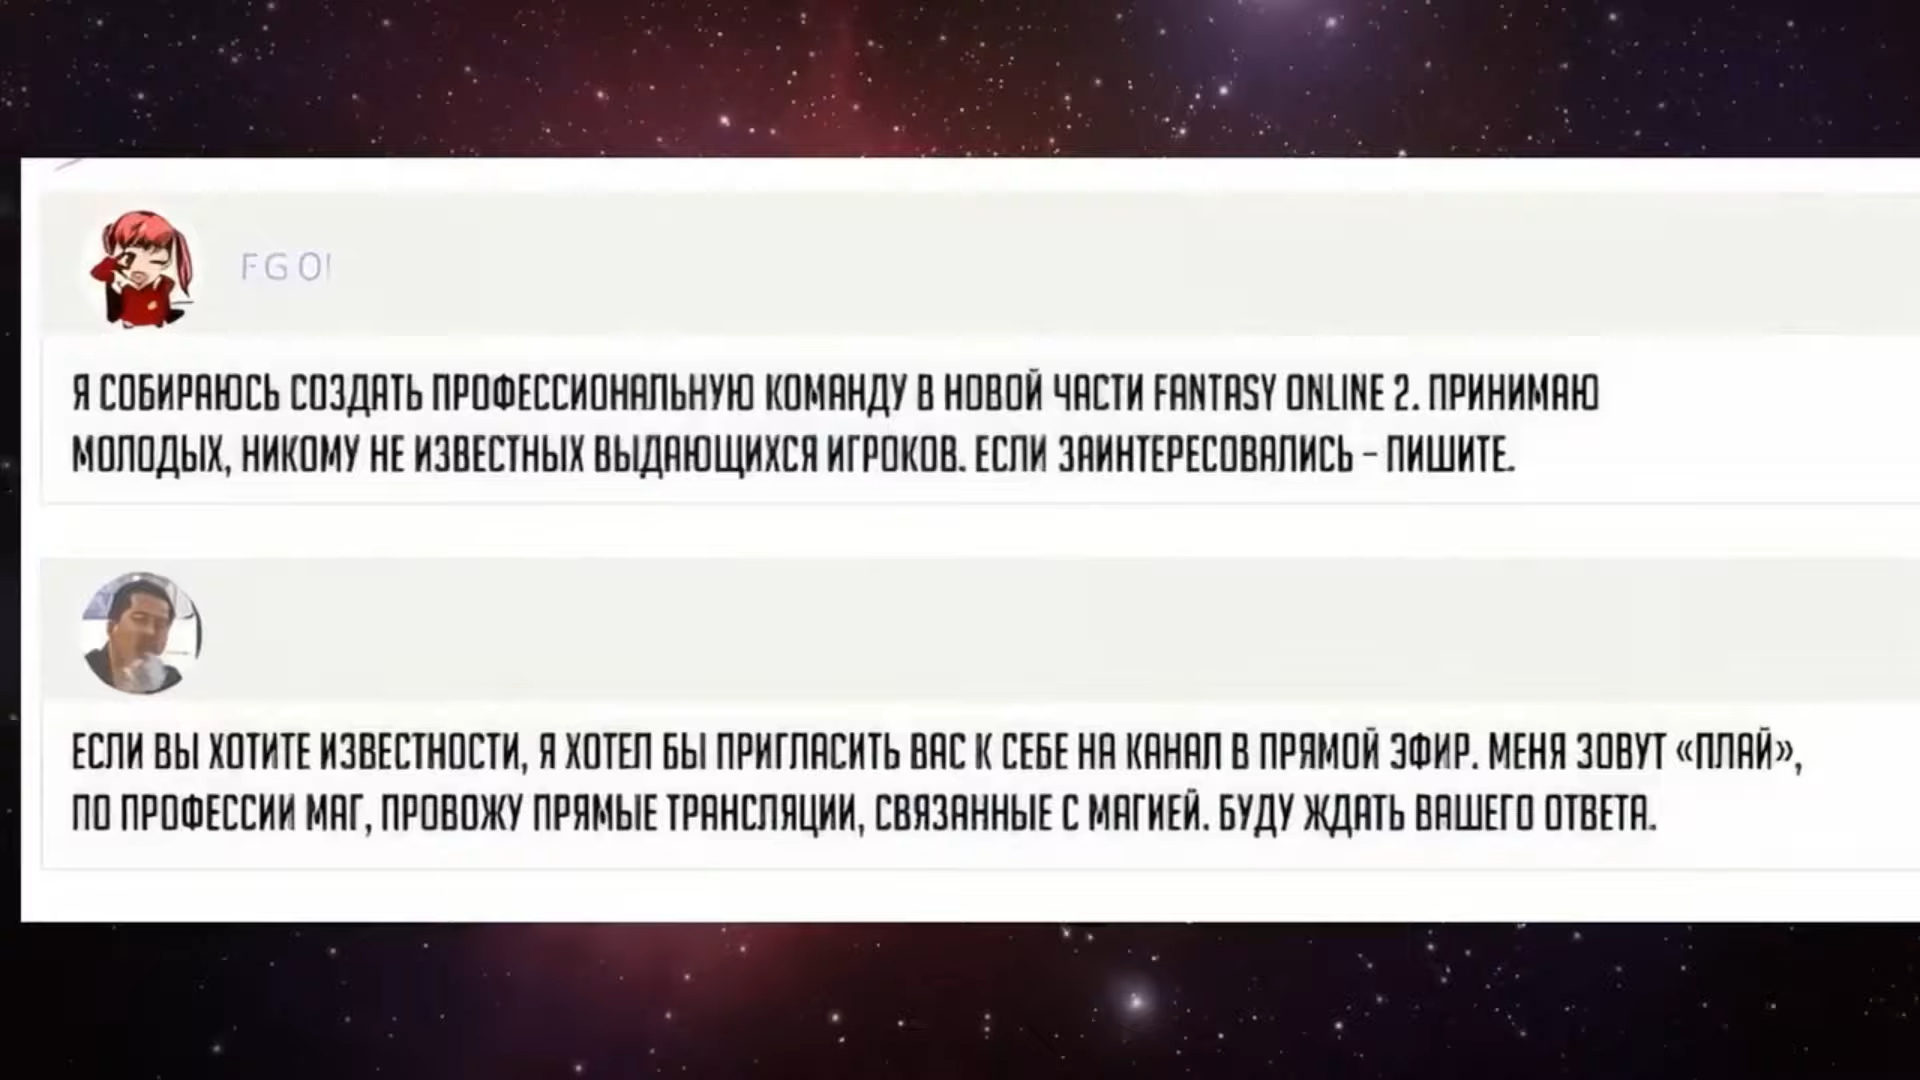 FGO
Я СОБИРАЮСЬ СОЗДАТЬ ПРОФЕССИОНАЛЬНУЮ КОМАНДУ В НОВОЙ ЧАСТИ FANTASY ONLINE 2. ПРИНИМАЮ
МОЛОДЫХ, НИКОМУ НЕ ИЗВЕСТНЫХ ВЫДАЮЩИХСЯ ИГРОКОВ. ЕСЛИ ЗАИНТЕРЕСОВАЛИСЬ – ПИШИТЕ.
ЕСЛИ ВЫ ХОТИТЕ ИЗВЕСТНОСТИ, Я ХОТЕЛ БЫ ПРИГЛАСИТЬ ВАС К СЕБЕ НА КАНАЛ В ПРЯМОЙ ЭФИР. МЕНЯ ЗОВУТ «ПЛАЙ»,
ПО ПРОФЕССИИ МАГ, ПРОВОЖУ ПРЯМЫЕ ТРАНСЛЯЦИИ, СВЯЗАННЫЕ С МАГИЕЙ. БУДУ ЖДАТЬ ВАШЕГО ОТВЕТА.